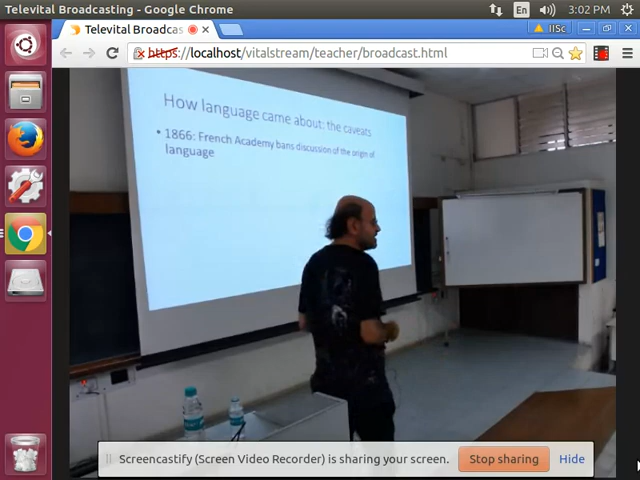 Televital Broadcasting - Google Chrome
En
3:02 PM
Televital Broadcas
IISc
https://localhost/vitalstream/teacher/broadcast.html
How language came about: the caveats
• 1866: French Academy bans discussion of the origin of
language
Screencastify (Screen Video Recorder) is sharing your screen.
Stop sharing
Hide